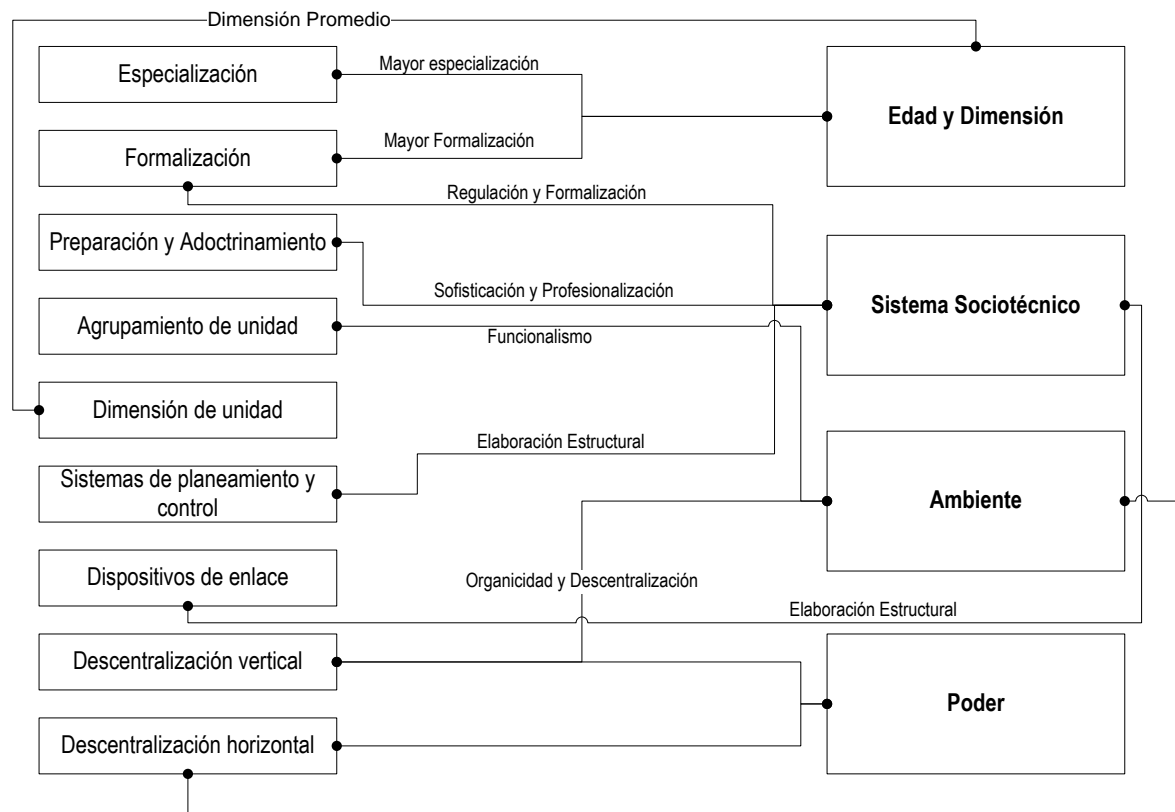 Dimensión Promedio
Especialización
Mayor especialización
Edad y Dimensión
Formalización
Mayor Formalización
Regulación y Formalización
Preparación y Adoctrinamiento
Sofisticación y Profesionalización
Sistema Sociotécnico
Agrupamiento de unidad
Funcionalismo
Dimensión de unidad
Elaboración Estructural
Sistemas de planeamiento y
control
Ambiente
Dispositivos de enlace
Organicidad y Descentralización
Elaboración Estructural
Descentralización vertical
Poder
Descentralización horizontal